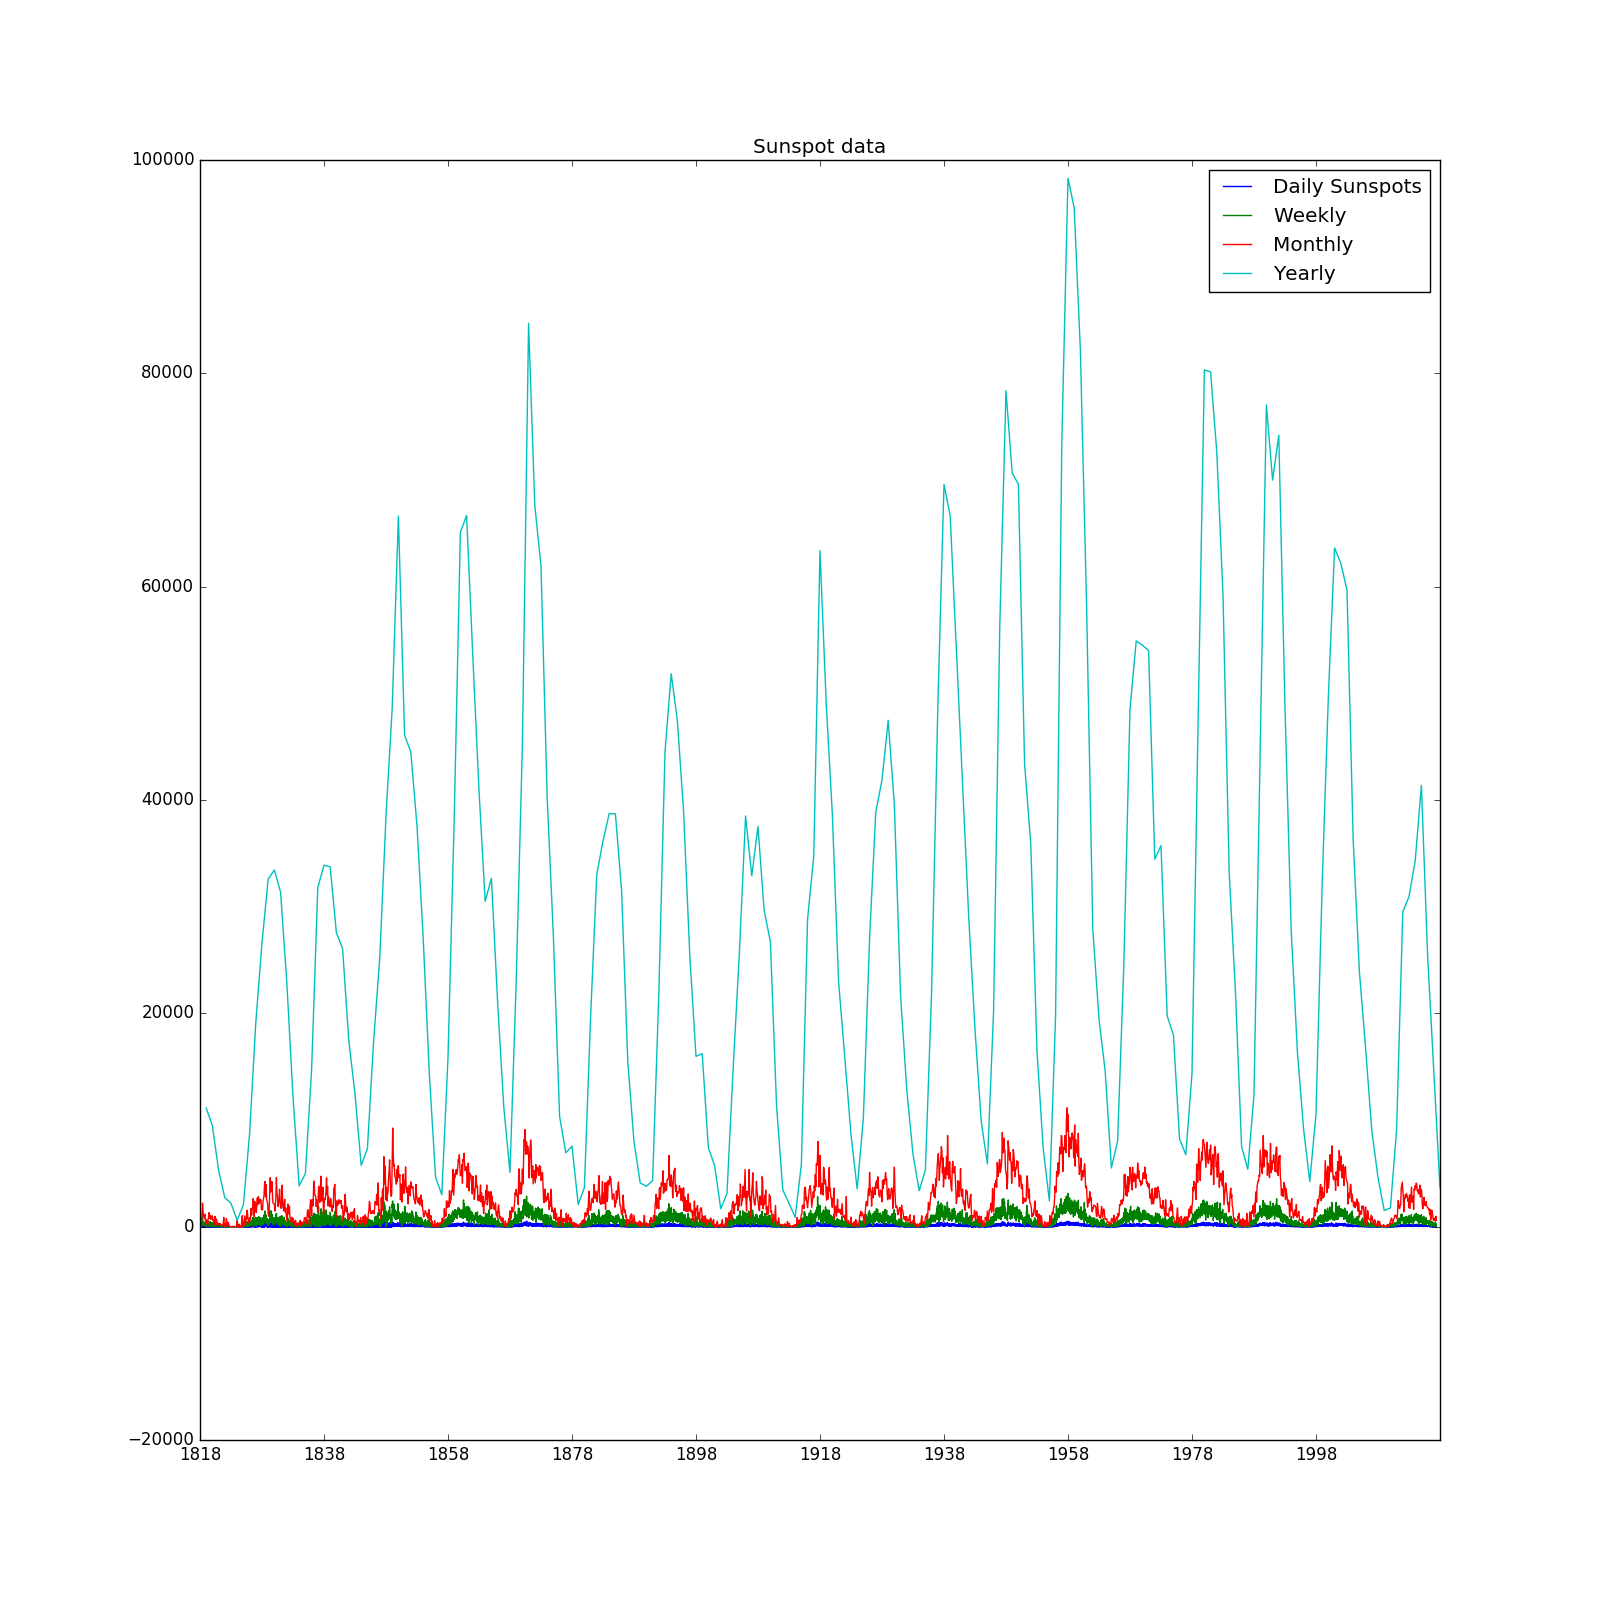 Sunspot data
100000
80000
60000
40000
20000
0
−20000
Daily Sunspots
Weekly
Monthly
Yearly
1818 1838 1858 1878 1898 1918 1938 1958 1978 1998